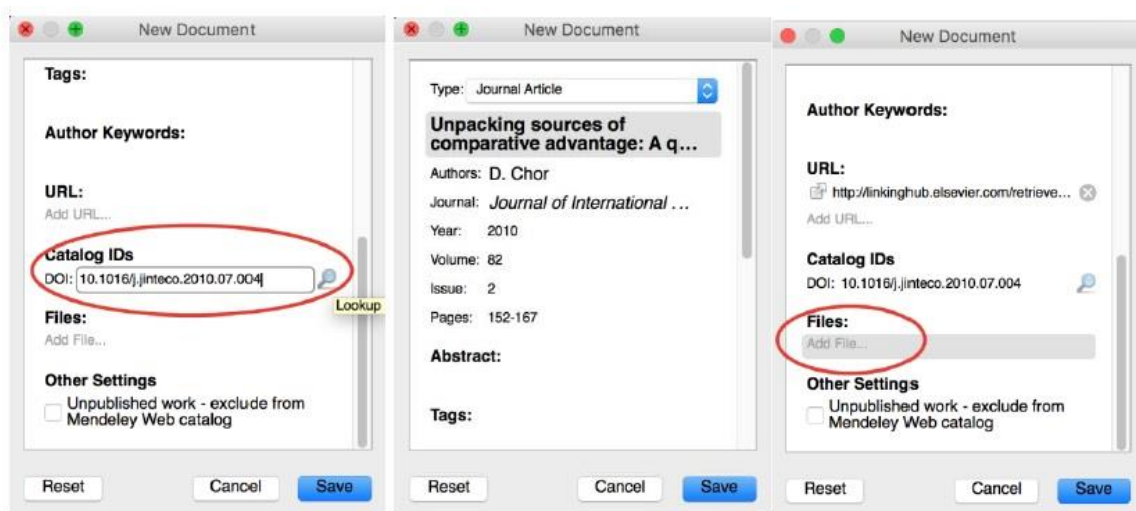 New Document
Tags:
Author Keywords:
URL:
Add URL...
Catalog IDs
DOI: 10.1016/j.jinteco.2010.07.004
Lookup
Files:
Add File...
Other Settings
Unpublished work - exclude from
Mendeley Web catalog
Reset Cancel Save
New Document
Type: Journal Article
Unpacking sources of
comparative advantage: A q...
Authors: D. Chor
Journal: Journal of International ...
Year: 2010
Volume: 82
Issue: 2
Pages: 152-167
Abstract:
Tags:
Reset Cancel Save
New Document
Author Keywords:
URL:
http://linkinghub.elsevier.com/retrieve...
Add URL...
Catalog IDs
DOI: 10.1016/j.jinteco.2010.07.004
Files:
Add File...
Other Settings
Unpublished work - exclude from
Mendeley Web catalog
Reset Cancel Save